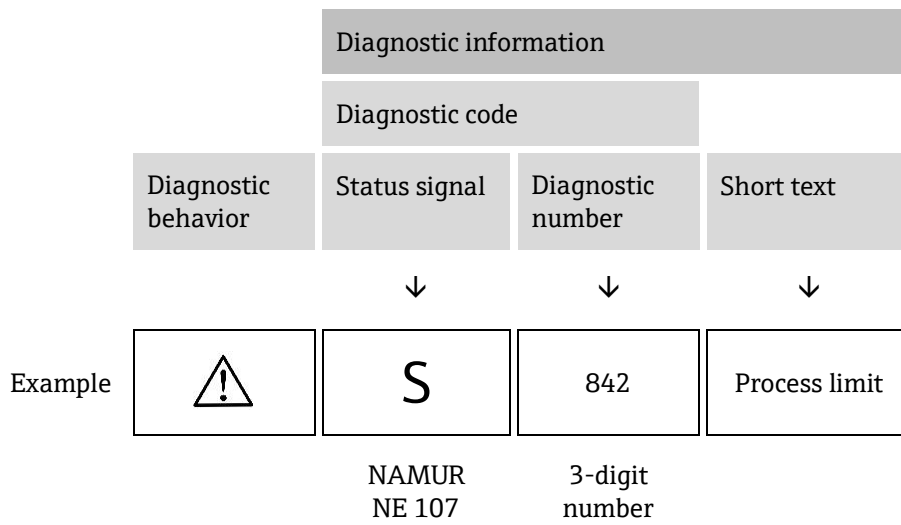 Diagnostic information
Diagnostic code
Diagnostic
behavior
Status signal
Diagnostic
number
Short text
Example
!
S
842
Process limit
NAMUR
NE 107
3-digit
number